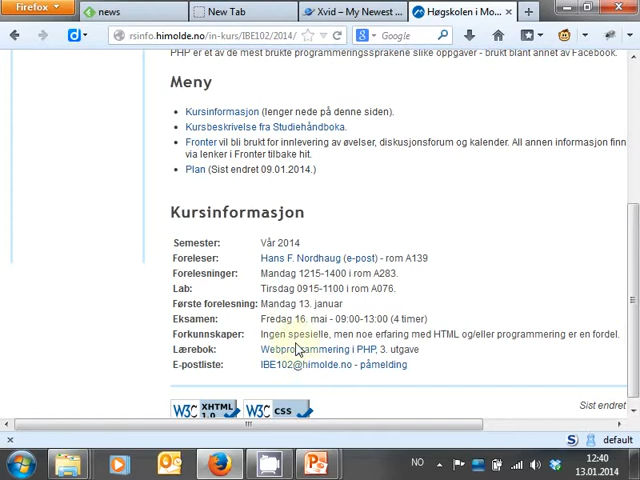 Firefox
news
New Tab
Xvid – My Newest ...
Høgskolen i Mo...
rsinfo.himolde.no/in-kurs/IBE102/2014/
Google
PHP er et av de mest brukte programmeringsspråkene slike oppgaver - brukt blant annet av Facebook.
Meny
Kursinformasjon (lenger nede på denne siden).
Kursbeskrivelse fra Studiehåndboka.
Fronter vil bli brukt for innlevering av øvelser, diskusjonsforum og kalender. All annen informasjon finn
via lenker i Fronter tilbake hit.
Plan (Sist endret 09.01.2014.)
Kursinformasjon
Semester: Vår 2014
Foreleser: Hans F. Nordhaug (e-post) - rom A139
Forelesninger: Mandag 1215-1400 i rom A283.
Lab: Tirsdag 0915-1100 i rom A076.
Første forelesning: Mandag 13. januar
Eksamen: Fredag 16. mai - 09:00-13:00 (4 timer)
Forkunnskaper: Ingen spesielle, men noe erfaring med HTML og/eller programmering er en fordel.
Lærebok: Webprogrammering i PHP, 3. utgave
E-postliste: IBE102@himolde.no - påmelding
Sist endret
W3C XHTML 1.0
W3C CSS
default
NO
12:40
13.01.2014